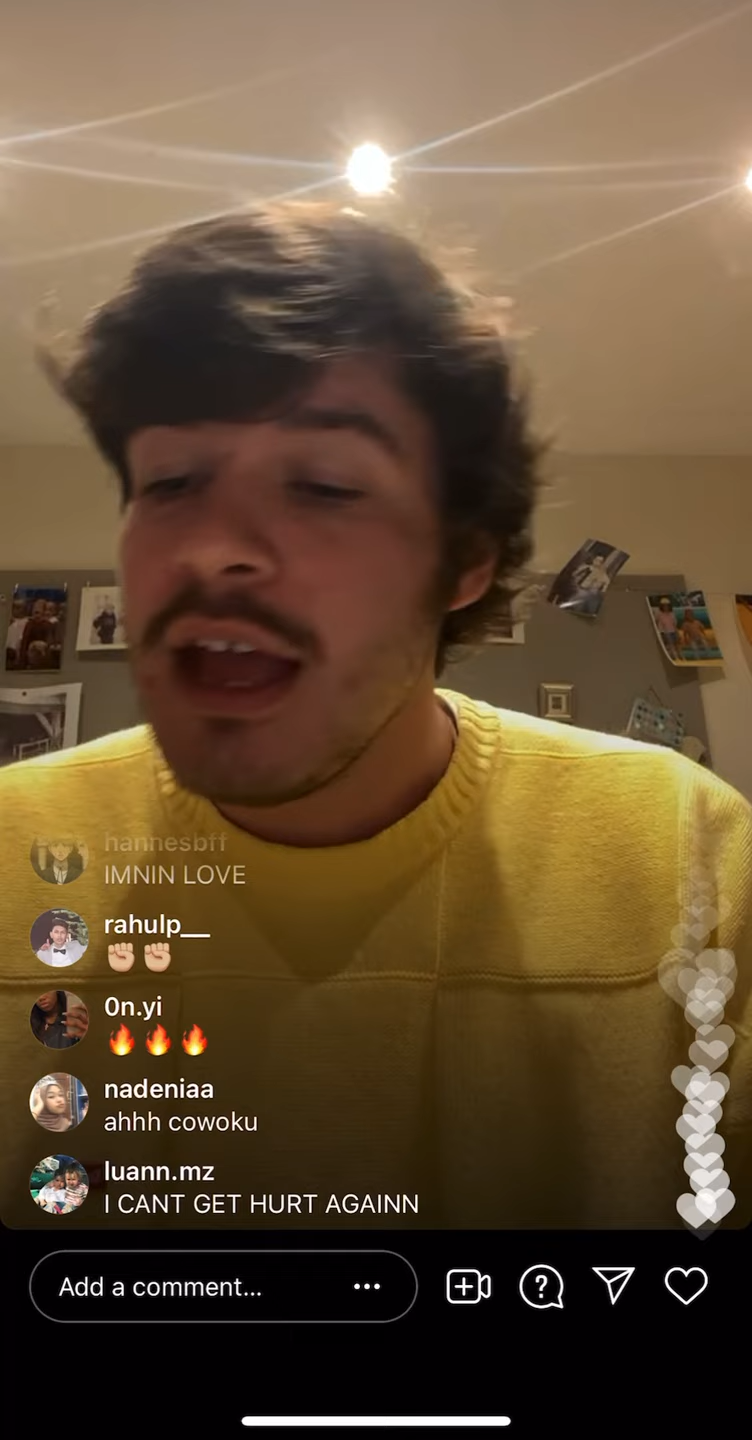 hannesbff
IMNIN LOVE
rahulp__
✊🏼 ✊🏼
0n.yi
🔥 🔥 🔥
nadeniaa
ahhh cowoku
luann.mz
I CANT GET HURT AGAINN
Add a comment...